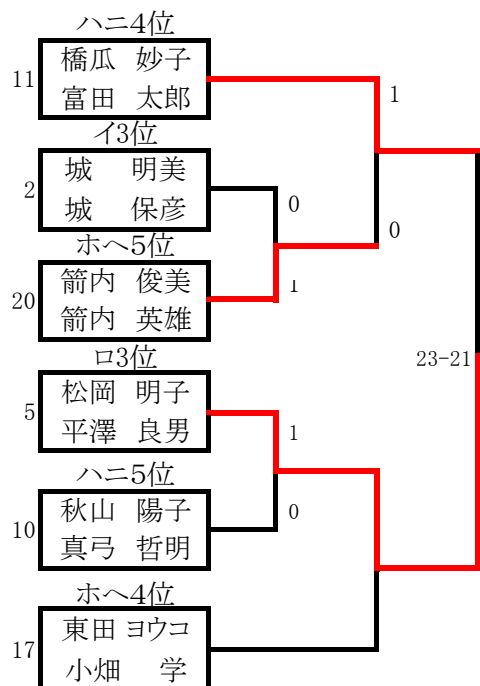 ハニ4位
11
橋爪 妙子
富田 太郎
1
イ3位
2
城 明美
城 保彦
0
0
ホヘ5位
20
箭内 俊美
箭内 英雄
1
23-21
ロ3位
5
松岡 明子
平澤 良男
1
ハニ5位
10
秋山 陽子
真弓 哲明
0
ホヘ4位
17
東田 ヨウコ
小畑 学